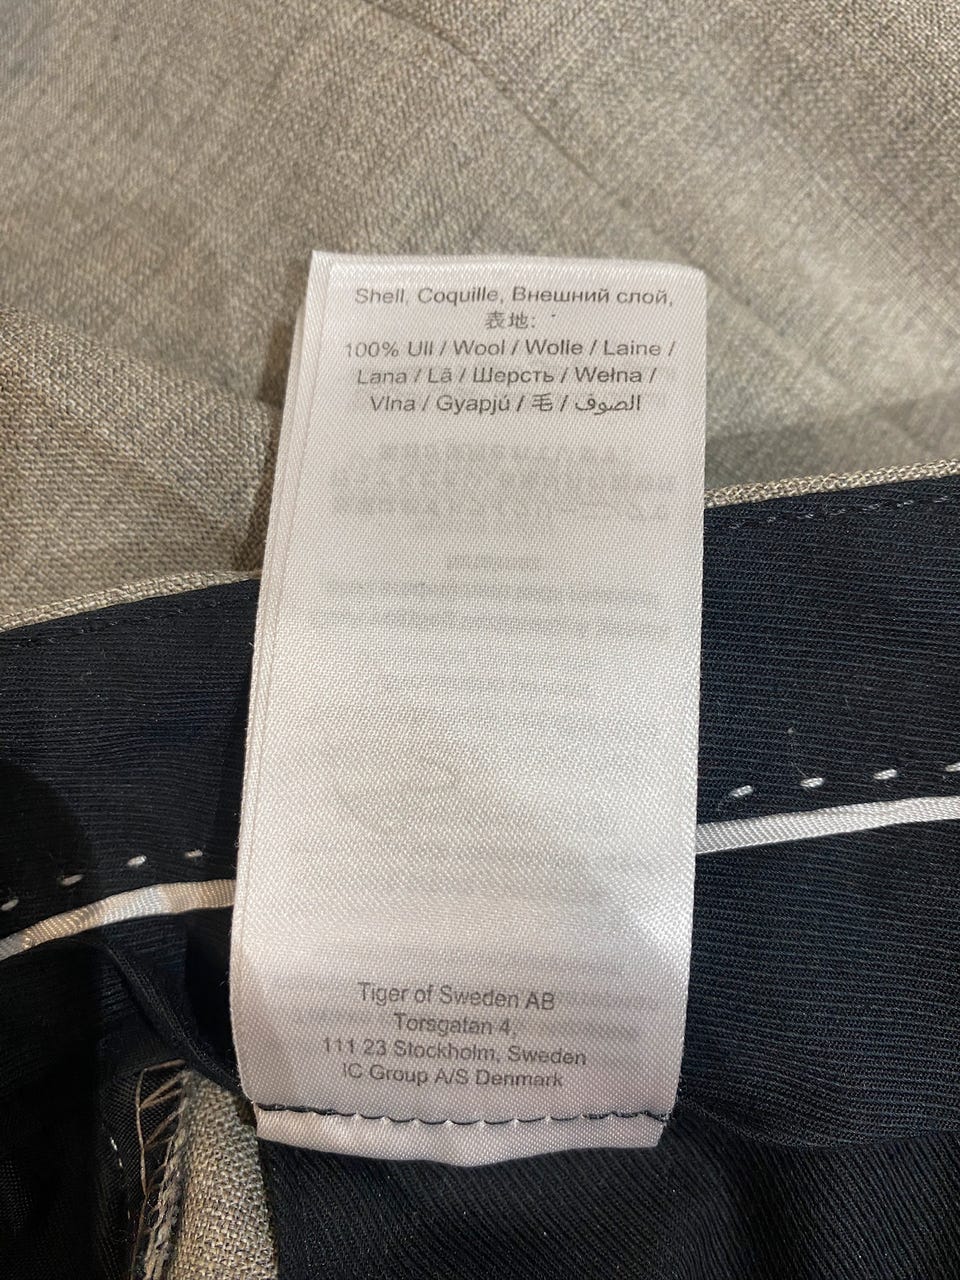 Shell, Coquille, Внешний слой,
表地:
100% Ull / Wool / Wolle / Laine /
Lana / Lã / Шерсть / Wełna /
Vlna / Gyapjú / 毛 / الصوف
Tiger of Sweden AB
Torsgatan 4,
111 23 Stockholm, Sweden
IC Group A/S Denmark